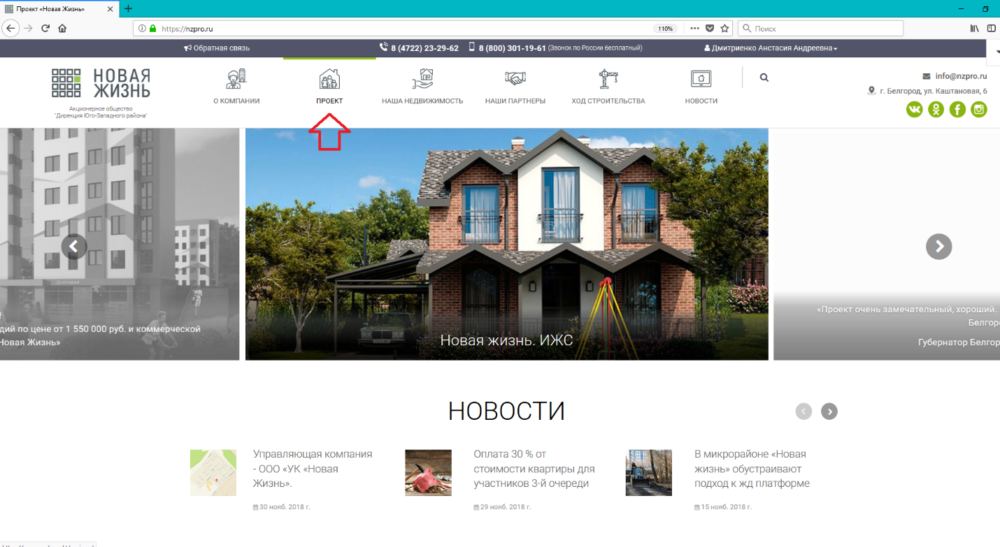 Проект «Новая Жизнь»
https://nzpro.ru
110%
Поиск
Обратная связь
8 (4722) 23-29-62
8 (800) 301-19-61 (Звонок по России бесплатный)
Дмитриенко Анстасия Андреевна
НОВАЯ
ЖИЗНЬ
Акционерное общество
"Дирекция Юго-Западного района"
О КОМПАНИИ
ПРОЕКТ
НАША НЕДВИЖИМОСТЬ
НАШИ ПАРТНЕРЫ
ХОД СТРОИТЕЛЬСТВА
НОВОСТИ
info@nzpro.ru
г. Белгород, ул. Каштановая, 6
дий по цене от 1 550 000 руб. и коммерческой
Новая Жизнь»
Новая жизнь. ИЖС
«Проект очень замечательный, хороший.
Белгор
Губернатор Белгор
НОВОСТИ
Управляющая компания
- ООО «УК «Новая
Жизнь».
30 нояб. 2018 г.
Оплата 30 % от
стоимости квартиры для
участников 3-й очереди
29 нояб. 2018 г.
В микрорайоне «Новая
жизнь» обустраивают
подход к жд платформе
15 нояб. 2018 г.